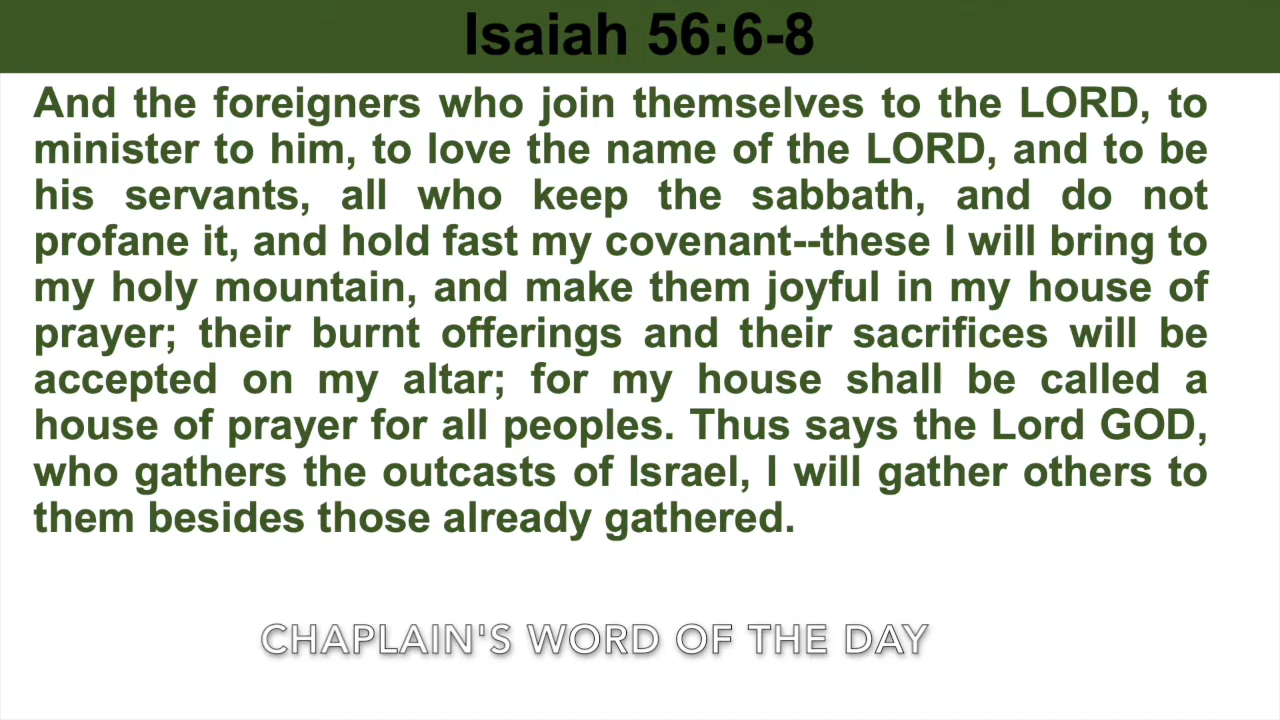 Isaiah 56:6-8
And the foreigners who join themselves to the LORD, to
minister to him, to love the name of the LORD, and to be
his servants, all who keep the sabbath, and do not
profane it, and hold fast my covenant--these I will bring to
my holy mountain, and make them joyful in my house of
prayer; their burnt offerings and their sacrifices will be
accepted on my altar; for my house shall be called a
house of prayer for all peoples. Thus says the Lord GOD,
who gathers the outcasts of Israel, I will gather others to
them besides those already gathered.
CHAPLAIN'S WORD OF THE DAY